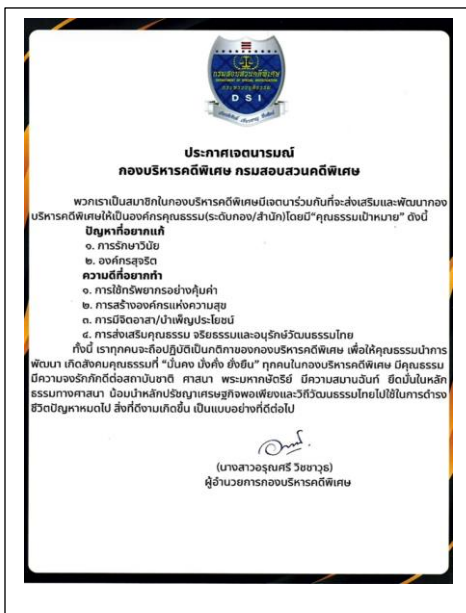 กรมสอบสวนคดีพิเศษ
DEPARTMENT OF SPECIAL INVESTIGATION
กระทรวงยุติธรรม
DSI
ประกาศเจตนารมณ์
กองบริหารคดีพิเศษ กรมสอบสวนคดีพิเศษ
พวกเราเป็นสมาชิกในกองบริหารคดีพิเศษมีเจตนาร่วมกันที่จะส่งเสริมและพัฒนากอง
บริหารคดีพิเศษให้เป็นองค์กรคุณธรรม(ระดับกอง/สำนัก)โดยมี“คุณธรรมเป้าหมาย” ดังนี้
ปัญหาที่อยากแก้
๑. การรักษาวินัย
๒. องค์กรสุจริต
ความดีที่อยากทำ
๑. การใช้ทรัพยากรอย่างคุ้มค่า
๒. การสร้างองค์กรแห่งความสุข
๓. การมีจิตอาสา/บำเพ็ญประโยชน์
๔. การส่งเสริมคุณธรรม จริยธรรมและอนุรักษ์วัฒนธรรมไทย
ทั้งนี้ เราทุกคนจะถือปฏิบัติเป็นกติกาของกองบริหารคดีพิเศษ เพื่อให้คุณธรรมนำการ
พัฒนา เกิดสังคมคุณธรรมที่ “มั่นคง มั่งคั่ง ยั่งยืน” ทุกคนในกองบริหารคดีพิเศษ มีคุณธรรม
มีความจงรักภักดีต่อสถาบันชาติ ศาสนา พระมหากษัตริย์ มีความสมานฉันท์ ยึดมั่นในหลัก
ธรรมทางศาสนา น้อมนำหลักปรัชญาเศรษฐกิจพอเพียงและวิถีวัฒนธรรมไทยไปใช้ในการดำรง
ชีวิตปัญหาหมดไป สิ่งที่ดีงามเกิดขึ้น เป็นแบบอย่างที่ดีต่อไป
(นางสาวอรุณศรี วิชชาวุธ)
ผู้อำนวยการกองบริหารคดีพิเศษ